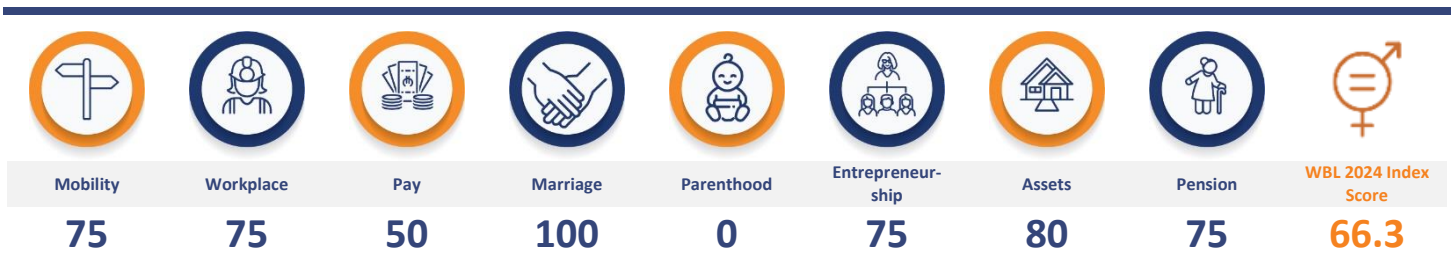 Mobility
Workplace
Pay
Marriage
Parenthood
Entrepreneur-
ship
Assets
Pension
WBL 2024 Index
Score
75
75
50
100
0
75
80
75
66.3